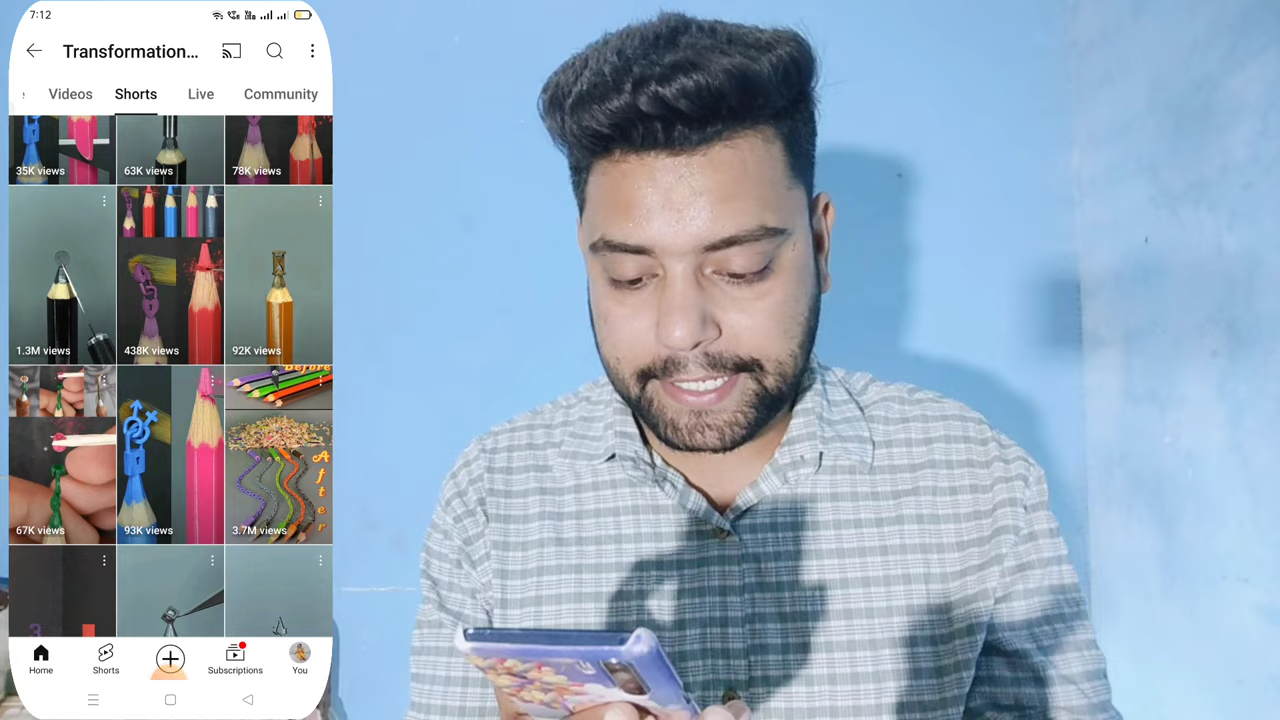 7:12
Transformation...
Videos Shorts Live Community
35K views 63K views 78K views
1.3M views 438K views 92K views
Before
After
67K views 93K views 3.7M views
Home Shorts Subscriptions You